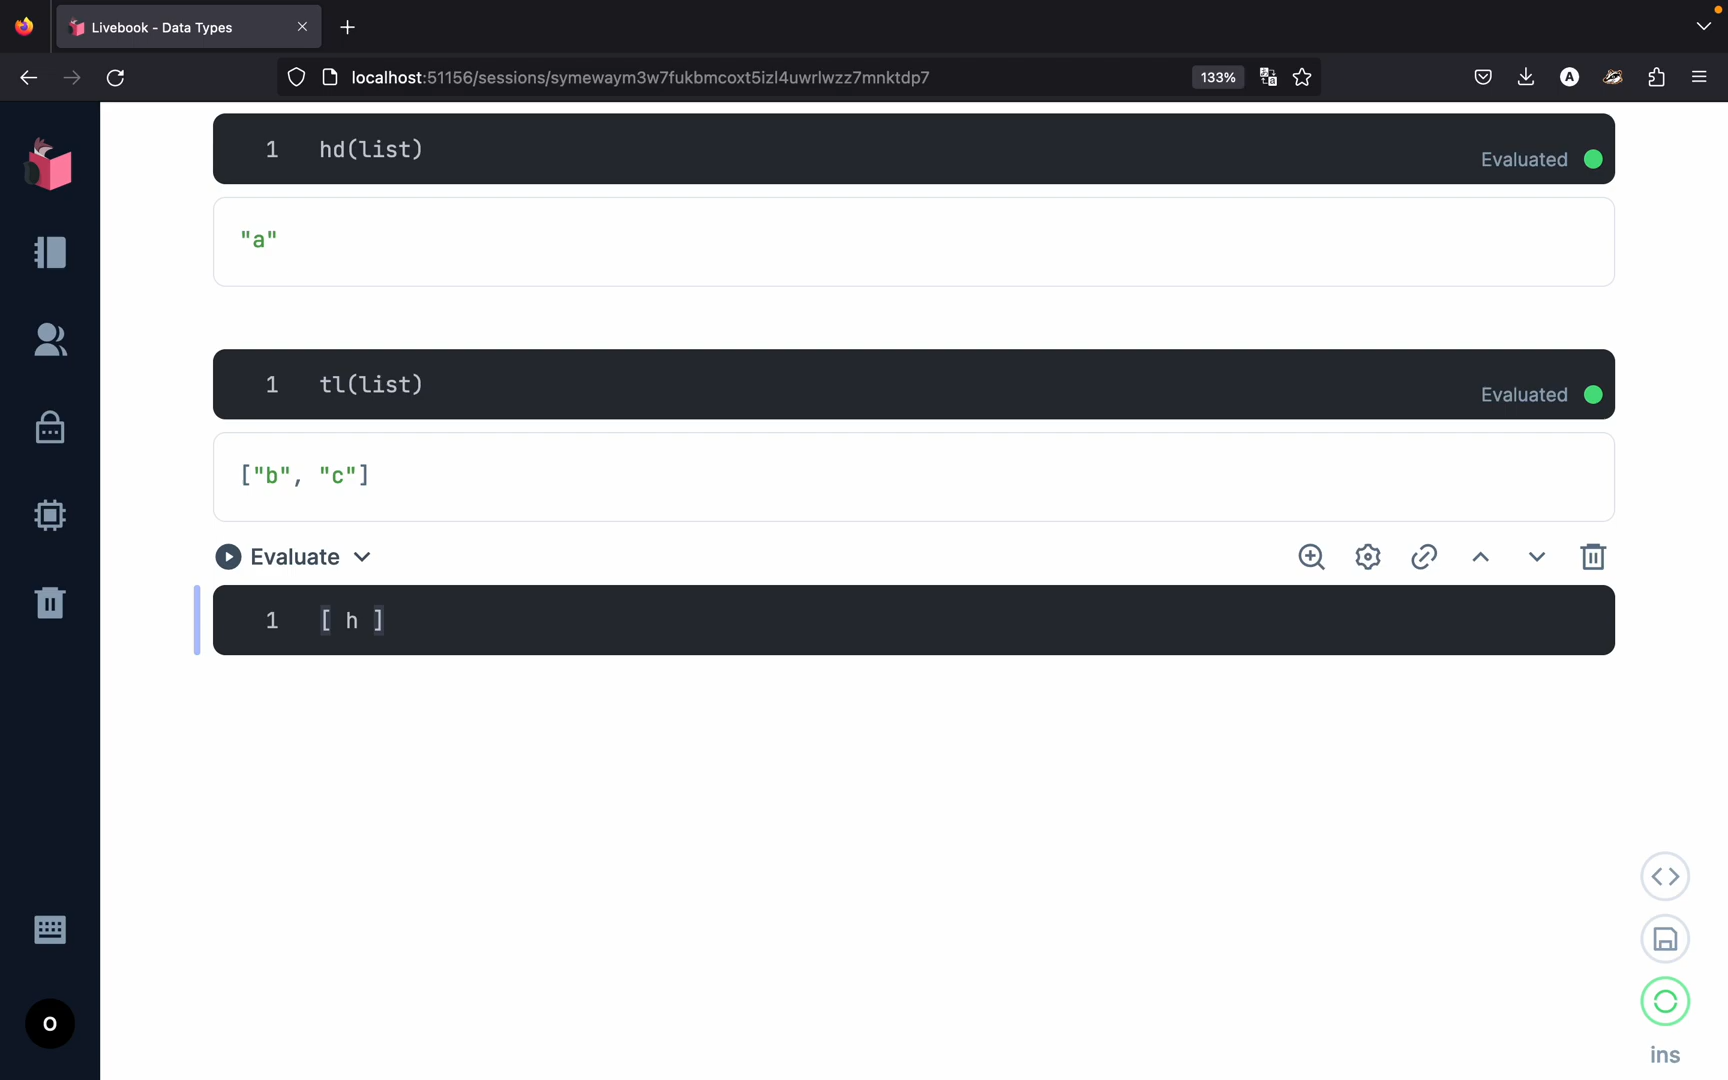 Livebook - Data Types
localhost:51156/sessions/symewaym3w7fukbmcoxt5izl4uwrlwzz7mnktdp7
133%
A
1 hd(list)
Evaluated
"a"
1 tl(list)
Evaluated
["b", "c"]
Evaluate
1 [ h ]
O
ins